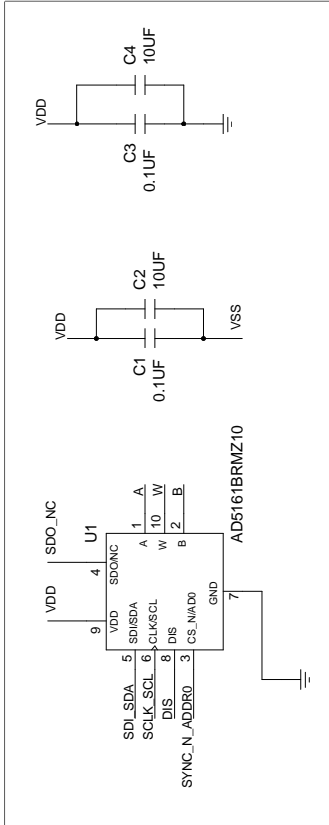 VDD
SDO_NC
9
4
U1
VDD
SDO/NC
SDI_SDA
5
SDI/SDA
SCLK_SCL
6
CLK/SCL
DIS
8
DIS
SYNC_N_ADDR0
3
CS_N/AD0
A
1
A
W
10
W
B
2
B
GND
7
AD5161BRMZ10
VDD
C1
0.1UF
C2
10UF
VSS
VDD
C3
0.1UF
C4
10UF